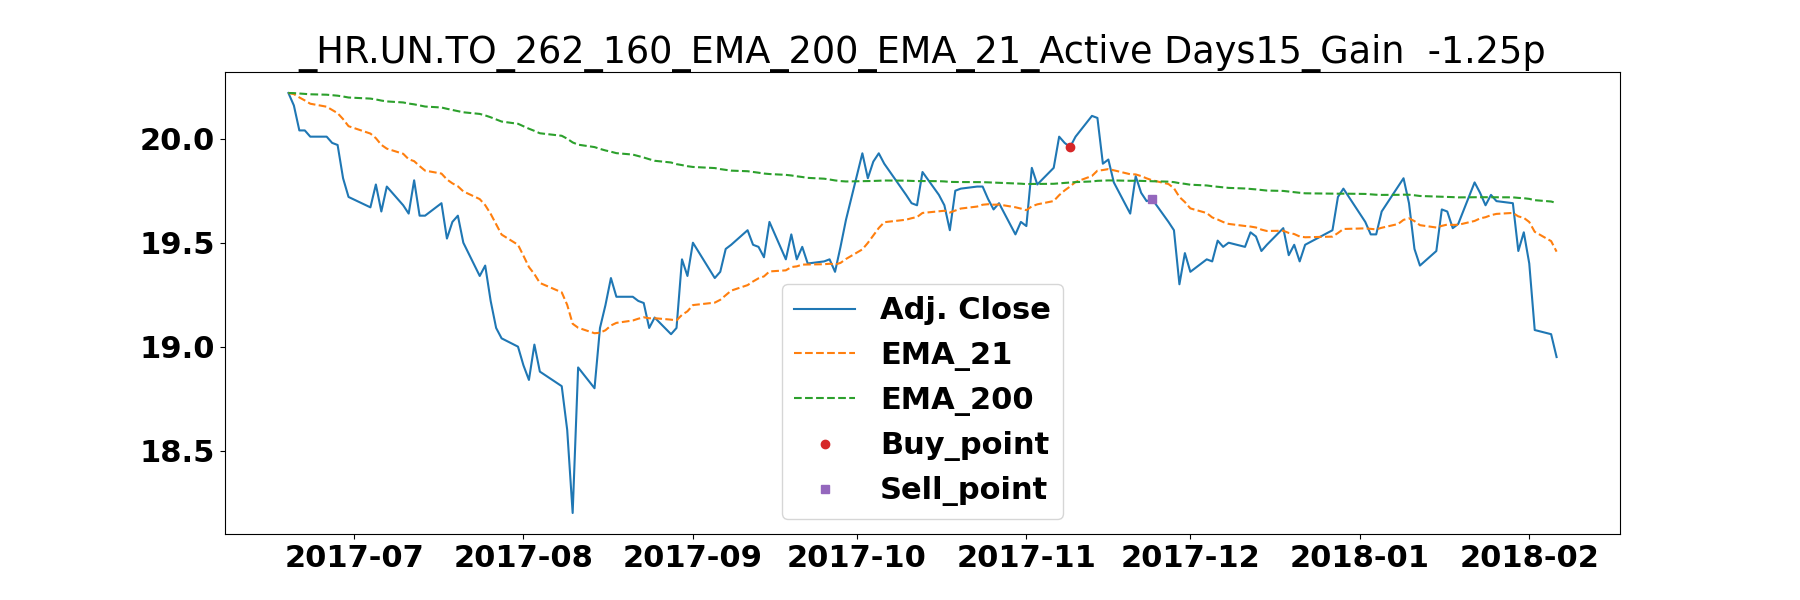 _HR.UN.TO_262_160_EMA_200_EMA_21_Active Days15_Gain  -1.25p
20.0
19.5
19.0
18.5
Adj. Close
EMA_21
EMA_200
Buy_point
Sell_point
2017-07 2017-08 2017-09 2017-10 2017-11 2017-12 2018-01 2018-02